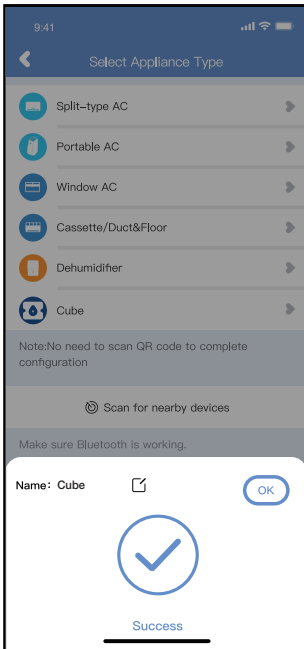 9:41
Select Appliance Type
Split-type AC
Portable AC
Window AC
Cassette/Duct&Floor
Dehumidifier
Cube
Note:No need to scan QR code to complete
configuration
Scan for nearby devices
Make sure Bluetooth is working.
Name: Cube
OK
Success